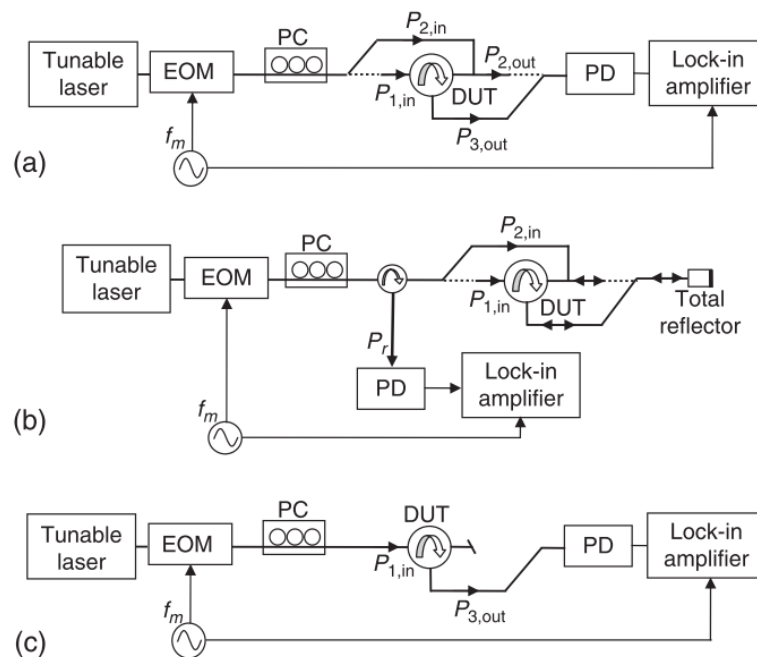 Tunable
laser
EOM
PC
P2,in
P1,in
DUT
P2,out
P3,out
PD
Lock-in
amplifier
fm
(a)
Tunable
laser
EOM
PC
P2,in
P1,in
DUT
Total
reflector
Pr
PD
Lock-in
amplifier
fm
(b)
Tunable
laser
EOM
PC
P1,in
DUT
P3,out
PD
Lock-in
amplifier
fm
(c)